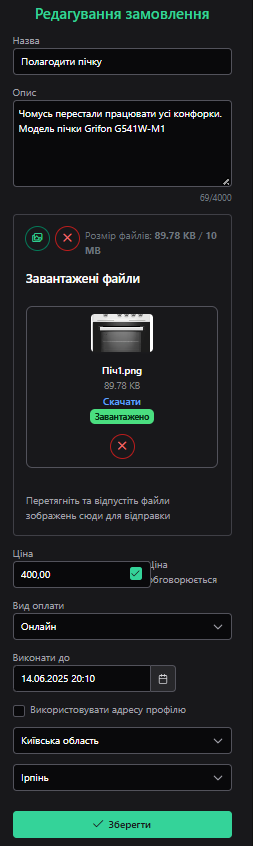 Редагування замовлення
Назва
Полагодити пічку
Опис
Чомусь перестали працювати усі конфорки.
Модель пічки Grifon G541W-M1
69/4000
Розмір файлів: 89.78 KB / 10
MB
Завантажені файли
Піч1.png
89.78 KB
Скачати
Завантажено
Перетягніть та відпустіть файли
зображень сюди для відправки
Ціна
400,00
Ціна
обговорюється
Вид оплати
Онлайн
Виконати до
14.06.2025 20:10
Використовувати адресу профілю
Київська область
Ірпінь
Зберегти